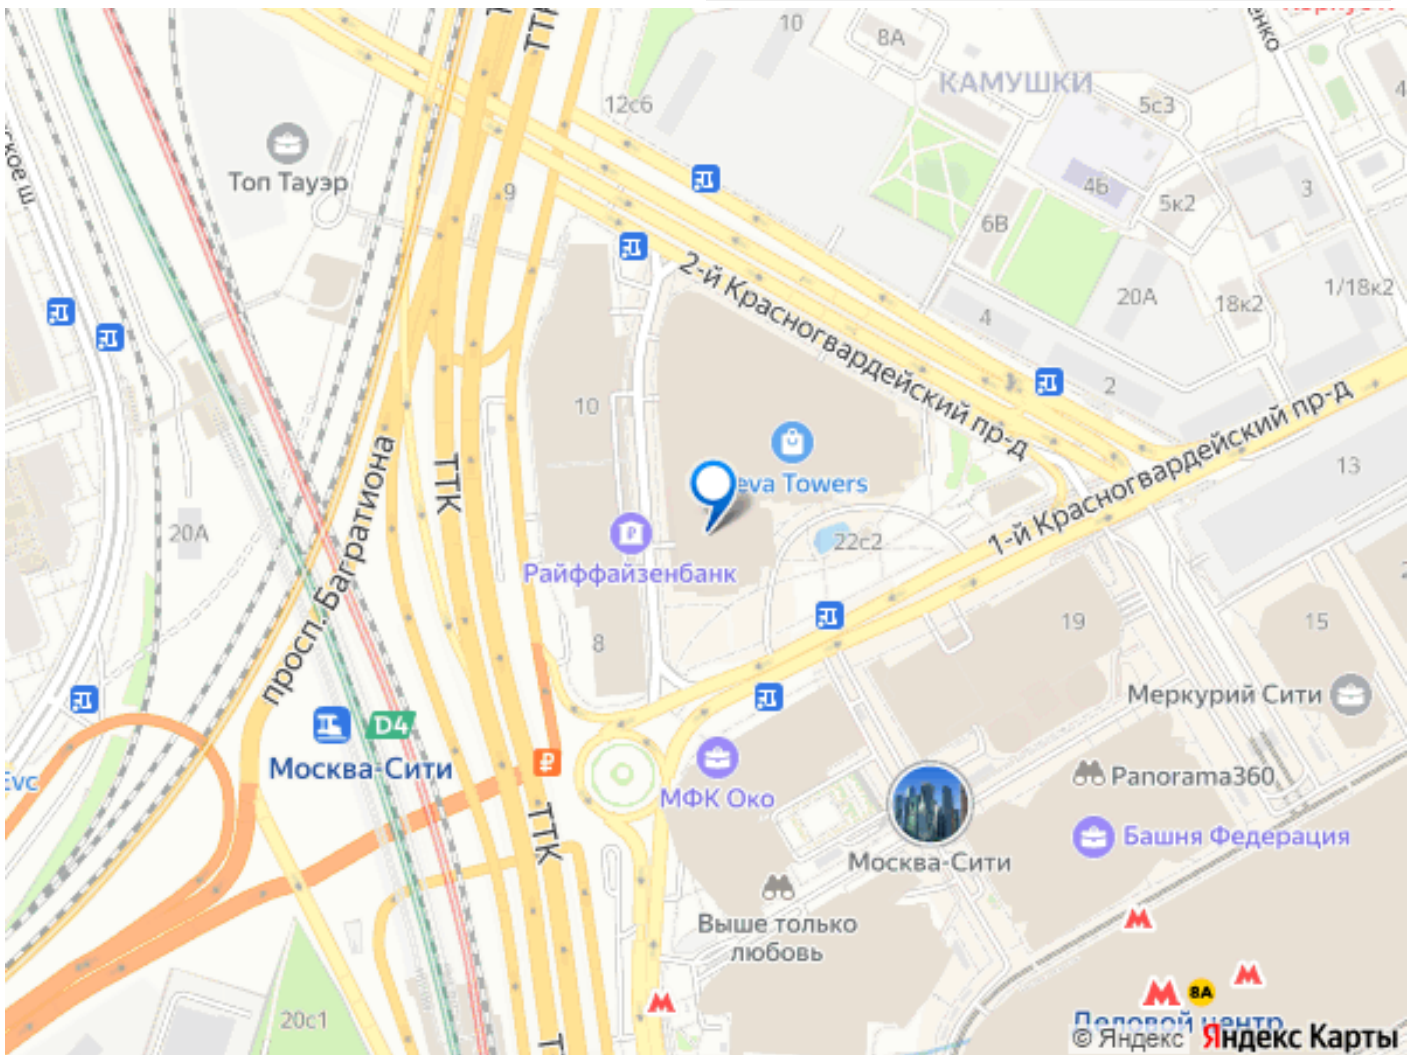 ТТК
10
8А
КАМУШКИ
12с6
5с3
Топ Тауэр
9
4Б
5к2
3
6В
2-й Красногвардейский пр-д
20А
18к2
1/18к2
4
2
10
1-й Красногвардейский пр-д
13
eva Towers
ТТК
20А
просп. Багратиона
22с2
Райффайзенбанк
8
19
15
Меркурий Сити
D4
Москва-Сити
Р
МФК Око
Panorama360
Башня Федерация
ТТК
Москва-Сити
Выше только
любовь
М
М
М
М
8А
20с1
Деловой центр
© Яндекс Яндекс Карты